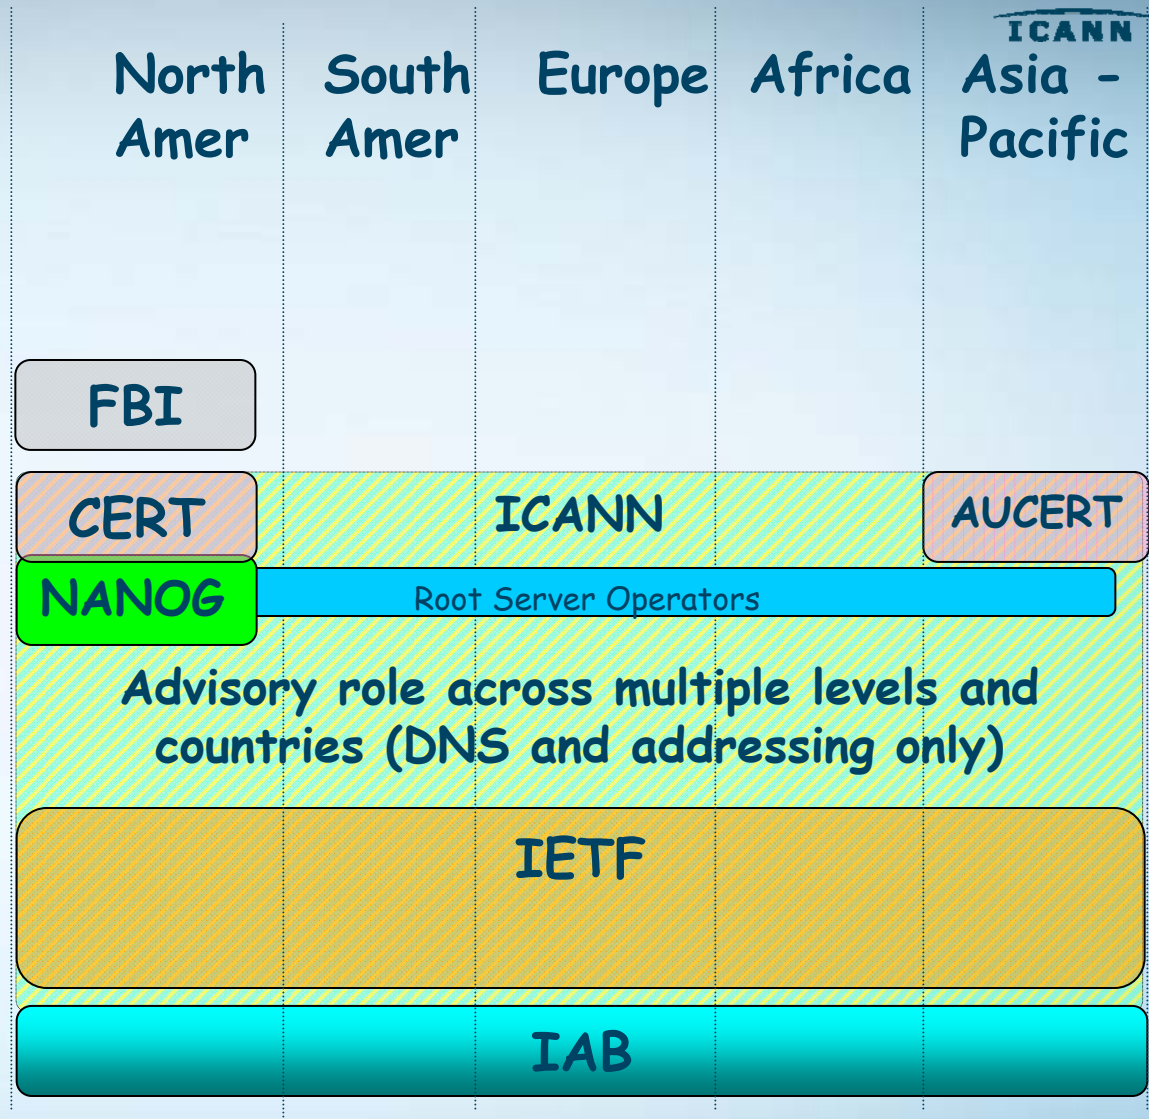 ICANN
North Amer
South Amer
Europe
Africa
Asia - Pacific
FBI
CERT
ICANN
AUCERT
NANOG
Root Server Operators
Advisory role across multiple levels and
countries (DNS and addressing only)
IETF
IAB